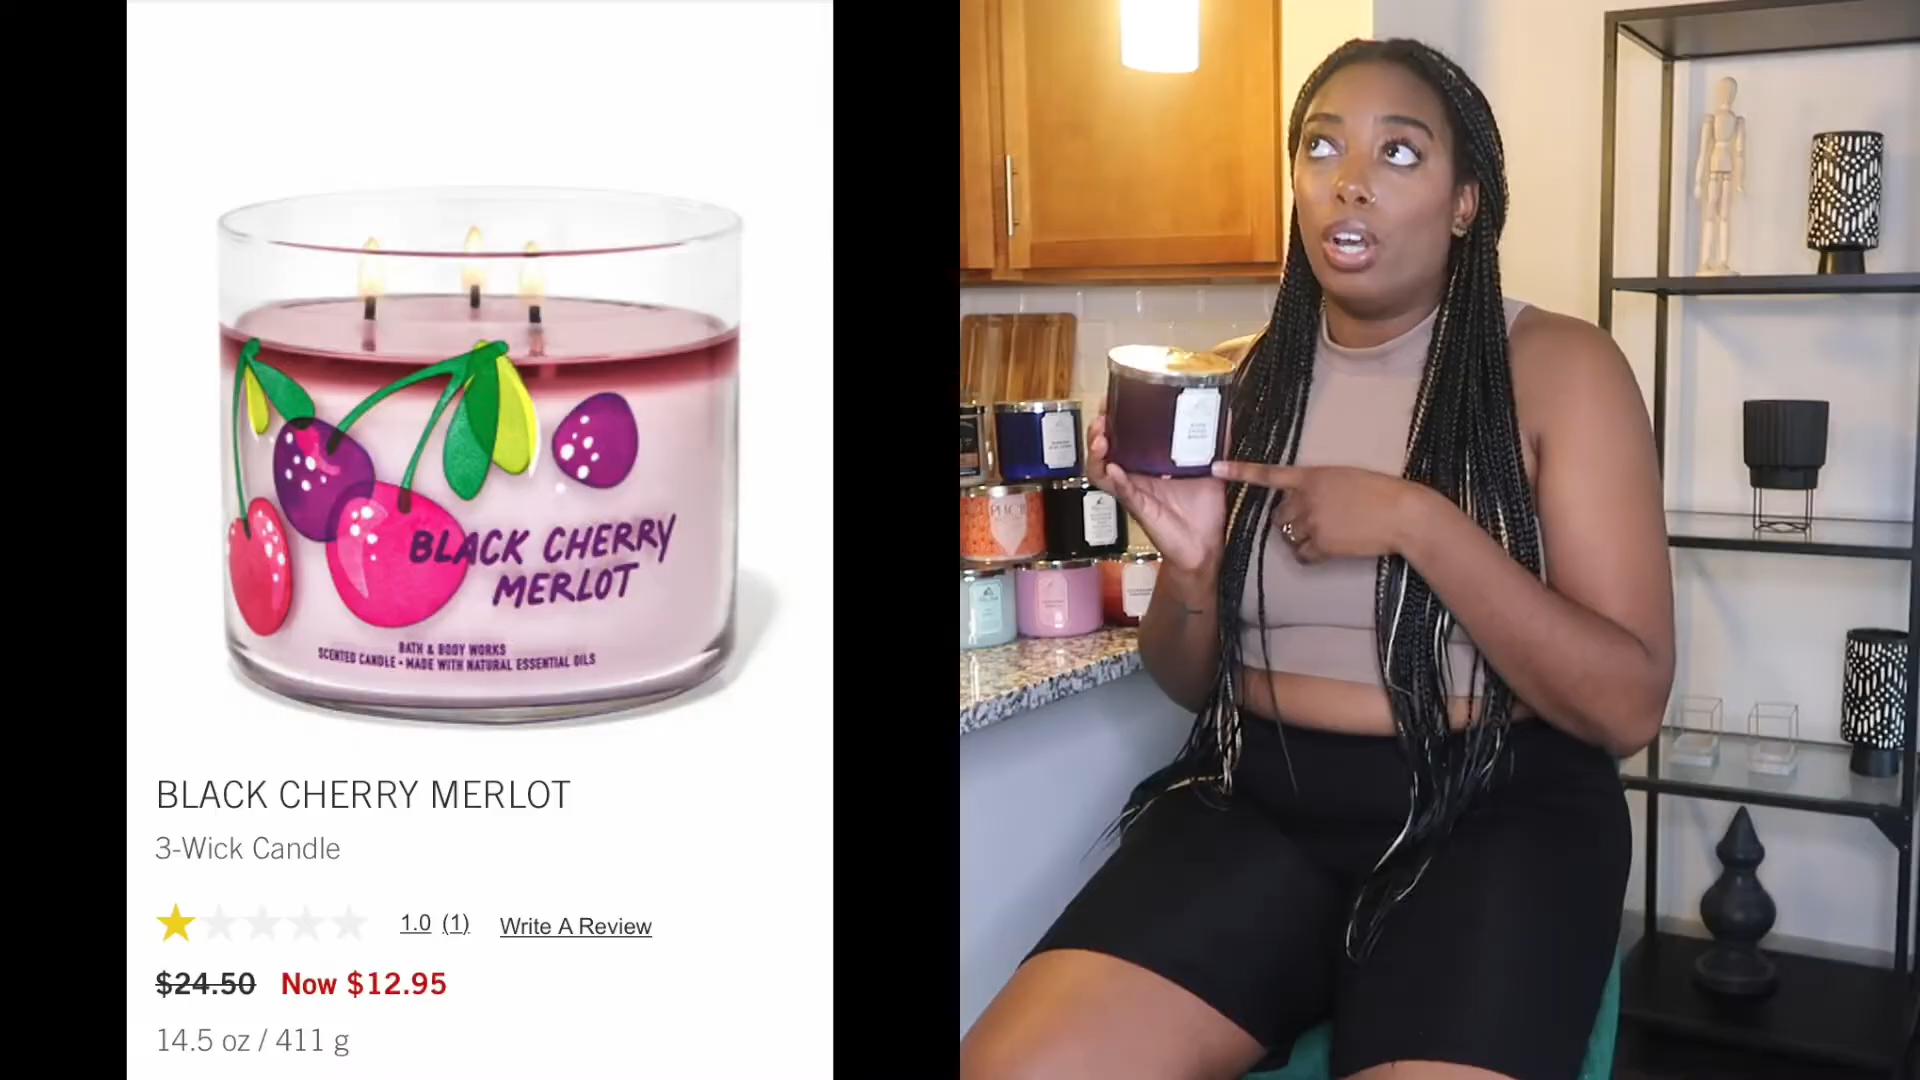 BLACK CHERRY
MERLOT
BATH & BODY WORKS
SCENTED CANDLE • MADE WITH NATURAL ESSENTIAL OILS
BLACK CHERRY MERLOT
3-Wick Candle
1.0 (1) Write A Review
$24.50 Now $12.95
14.5 oz / 411 g